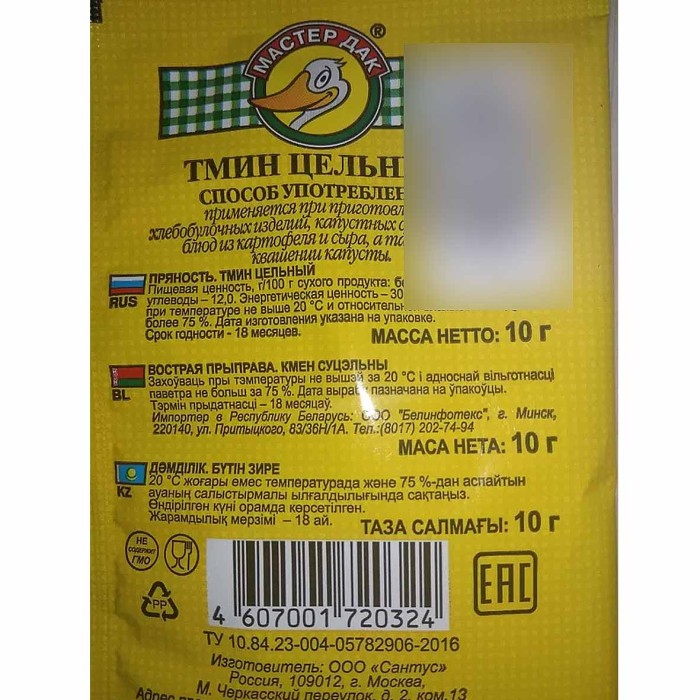 МАСТЕР ДАК®
ТМИН ЦЕЛЬН
СПОСОБ УПОТРЕБЛЕН
применяется при приготовл
хлебобулочных изделий, капустных
блюд из картофеля и сыра, а та
квашении капусты.
ПРЯНОСТЬ. ТМИН ЦЕЛЬНЫЙ
Пищевая ценность, г/100 г сухого продукта: бе
углеводы – 12,0. Энергетическая ценность – 30
RUS
при температуре не выше 20 °С и относительн
более 75 %. Дата изготовления указана на упаковке.
Срок годности - 18 месяцев.
МАССА НЕТТО: 10 г
ВОСТРАЯ ПРЫПРАВА. КМЕН СУЦЭЛЬНЫ
Захоўваць пры тэмпературы не вышэй за 20 °С і адноснай вільготнасці
BL
паветра не больш за 75 %. Дата выраб пазначана на ўпакоўцы.
Тэрмін прыдатнасці – 18 месяцаў.
Импортер в Республику Беларусь: ООО "Белинфотекс", г. Минск,
220140, ул. Притыцкого, 83/36Н/1А. Тел.:(8017) 202-74-94
МАСА НЕТА: 10 г
ДӘМДІЛІК. БҮТІН ЗИРЕ
20 °С жоғары емес температурада және 75 %-дан аспайтын
KZ
ауаның салыстырмалы ылғалдылығында сақтаңыз.
Өндірілген күні орамда көрсетілген.
Жарамдылық мерзімі – 18 ай.
ТАЗА САЛМАҒЫ: 10 г
НЕ
СОДЕРЖИТ
ГМО
PP
EAC
4 607001 720324
ТУ 10.84.23-004-05782906-2016
Изготовитель: ООО «Сантус»
Россия, 109012, г. Москва,
М. Черкасский переулок, д. 2, ком.13
Адрес